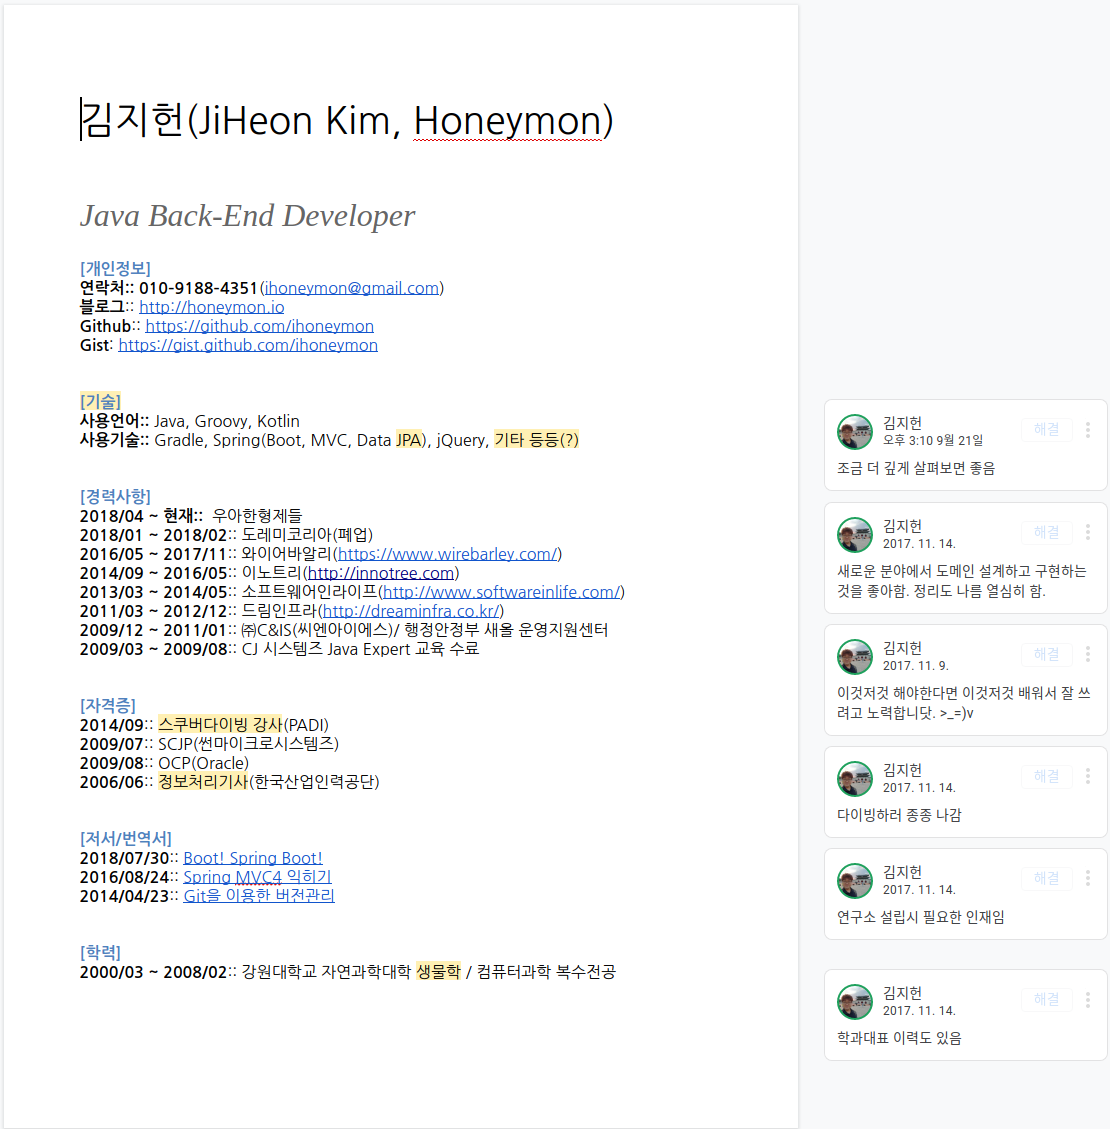 김지헌(JiHeon Kim, Honeymon)
Java Back-End Developer
[개인정보]
연락처:: 010-9188-4351(ihoneymon@gmail.com)
블로그:: http://honeymon.io
Github:: https://github.com/ihoneymon
Gist: https://gist.github.com/ihoneymon
[기술]
사용언어:: Java, Groovy, Kotlin
사용기술:: Gradle, Spring(Boot, MVC, Data JPA), jQuery, 기타 등등(?)
[경력사항]
2018/04 ~ 현재:: 우아한형제들
2018/01 ~ 2018/02:: 도레미코리아(폐업)
2016/05 ~ 2017/11:: 와이어바알리(https://www.wirebarley.com/)
2014/09 ~ 2016/05:: 이노트리(http://innotree.com)
2013/03 ~ 2014/05:: 소프트웨어인라이프(http://www.softwareinlife.com/)
2011/03 ~ 2012/12:: 드림인프라(http://dreaminfra.co.kr/)
2009/12 ~ 2011/01:: ㈜C&IS(씨엔아이에스)/ 행정안정부 새올 운영지원센터
2009/03 ~ 2009/08:: CJ 시스템즈 Java Expert 교육 수료
[자격증]
2014/09:: 스쿠버다이빙 강사(PADI)
2009/07:: SCJP(썬마이크로시스템즈)
2009/08:: OCP(Oracle)
2006/06:: 정보처리기사(한국산업인력공단)
[저서/번역서]
2018/07/30:: Boot! Spring Boot!
2016/08/24:: Spring MVC4 익히기
2014/04/23:: Git을 이용한 버전관리
[학력]
2000/03 ~ 2008/02:: 강원대학교 자연과학대학 생물학 / 컴퓨터과학 복수전공
김지헌
오후 3:10 9월 21일
해결
조금 더 깊게 살펴보면 좋음
김지헌
2017. 11. 14.
해결
새로운 분야에서 도메인 설계하고 구현하는
것을 좋아함. 정리도 나름 열심히 함.
김지헌
2017. 11. 9.
해결
이것저것 해야한다면 이것저것 배워서 잘 쓰
려고 노력합니닷. >_=)v
김지헌
2017. 11. 14.
해결
다이빙하러 종종 나감
김지헌
2017. 11. 14.
해결
연구소 설립시 필요한 인재임
김지헌
2017. 11. 14.
해결
학과대표 이력도 있음